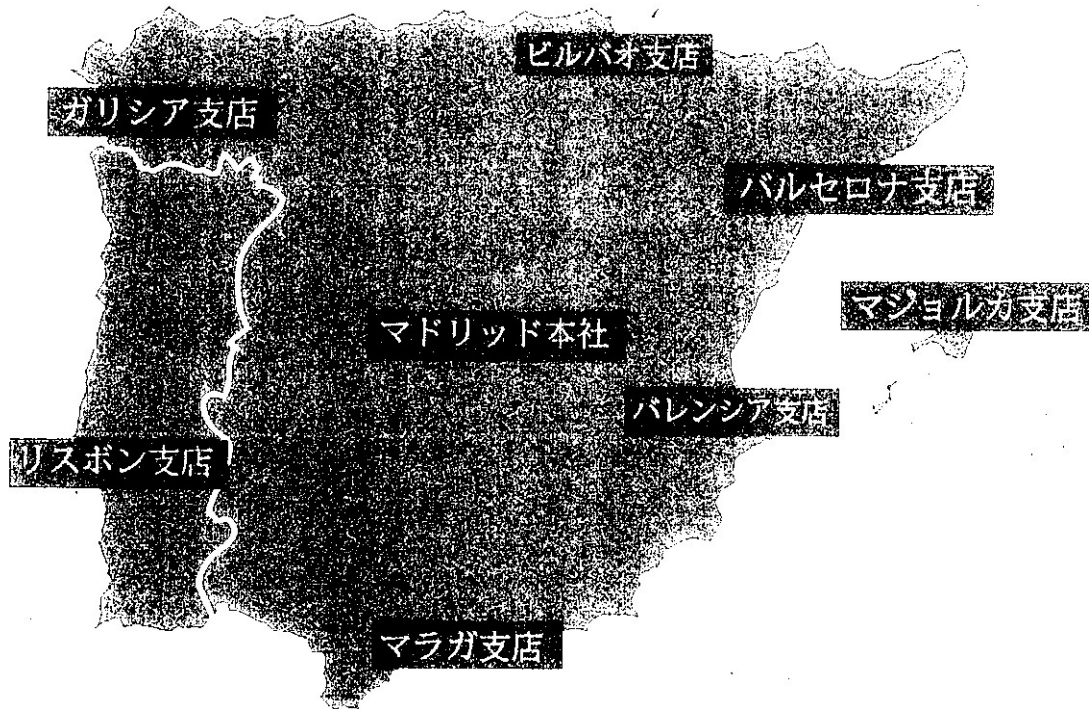 ビルバオ支店
ガリシア支店
バルセロナ支店
マジョルカ支店
マドリッド本社
バレンシア支店
リスボン支店
マラガ支店